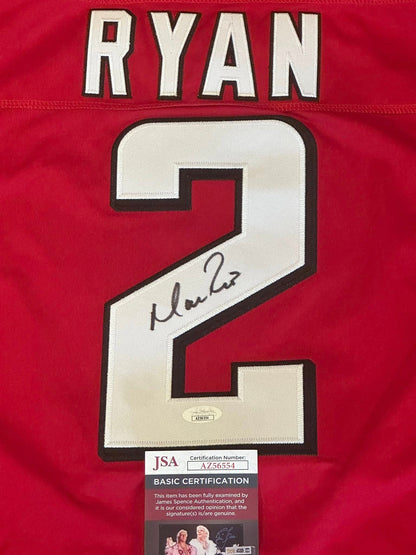 RYAN
2
AZ56554
JSA
Certification Number:
AZ56554
BASIC CERTIFICATION
This item has been fully examined by
James Spence Authentication, and
it is our considered opinion that the
signature(s) is/are genuine.